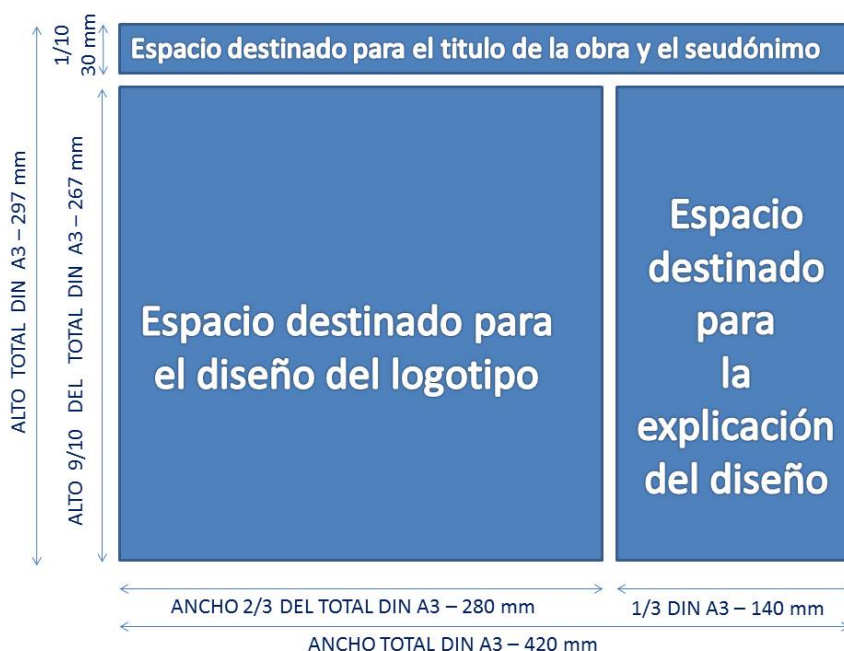 1/10
30 mm
Espacio destinado para el titulo de la obra y el seudónimo
ALTO TOTAL DIN A3 – 297 mm
ALTO 9/10 DEL TOTAL DIN A3 – 267 mm
Espacio destinado para
el diseño del logotipo
Espacio
destinado
para
la
explicación
del diseño
ANCHO 2/3 DEL TOTAL DIN A3 – 280 mm
1/3 DIN A3 – 140 mm
ANCHO TOTAL DIN A3 – 420 mm